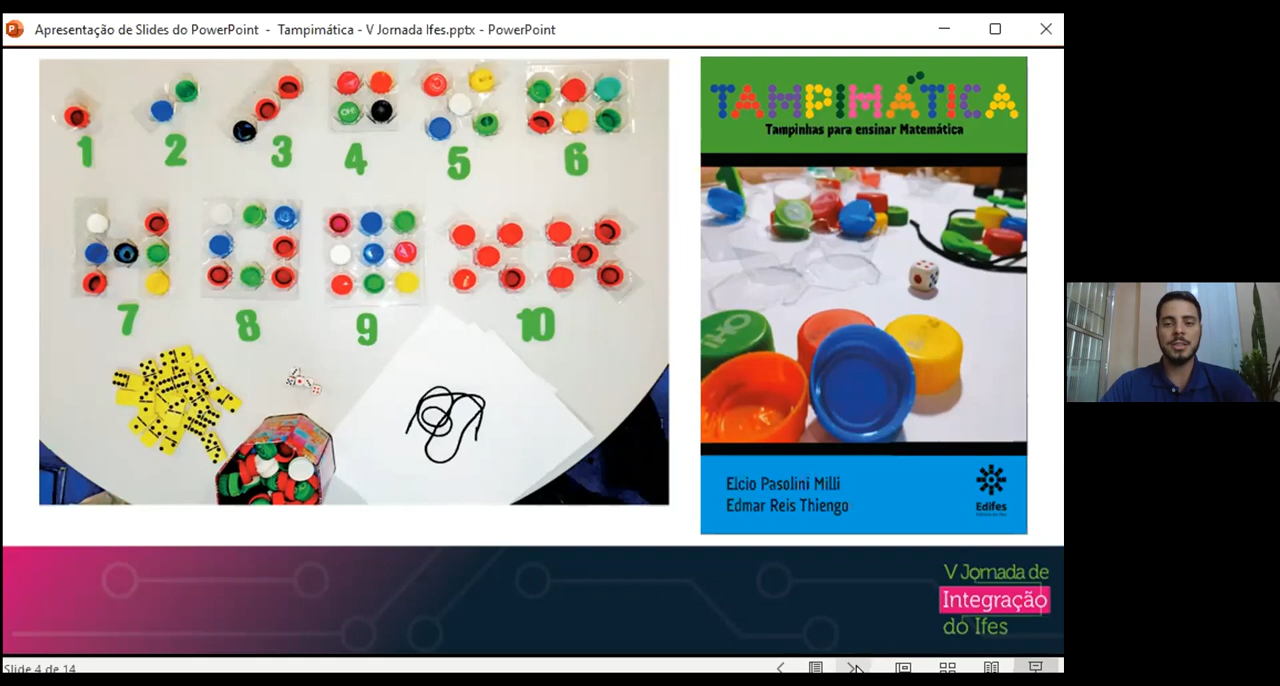 Apresentação de Slides do PowerPoint - Tampimática - V Jornada Ifes.pptx - PowerPoint
1
2
3
4
5
6
7
8
9
10
TAMPIMÁTICA
Tampinhas para ensinar Matemática
Elcio Pasolini Milli
Edmar Reis Thiengo
Edifes
V Jornada de
Integração
do Ifes
Slide 4 de 14